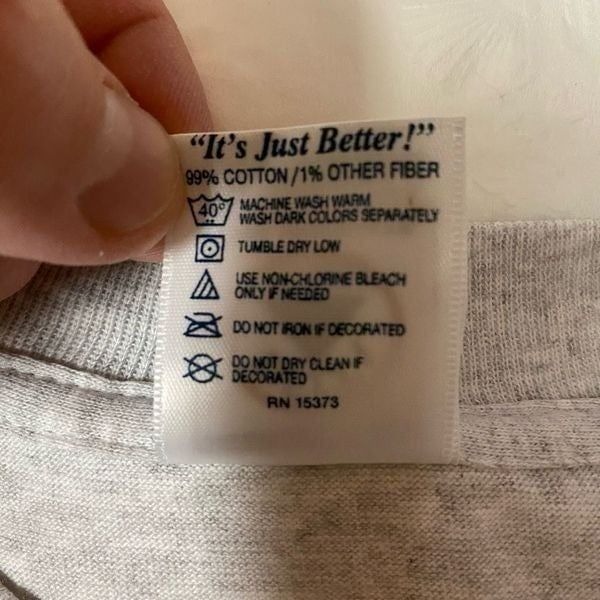 “It's Just Better!”
99% COTTON/1% OTHER FIBER
40°
MACHINE WASH WARM
WASH DARK COLORS SEPARATELY
TUMBLE DRY LOW
USE NON-CHLORINE BLEACH
ONLY IF NEEDED
DO NOT IRON IF DECORATED
DO NOT DRY CLEAN IF
DECORATED
RN 15373